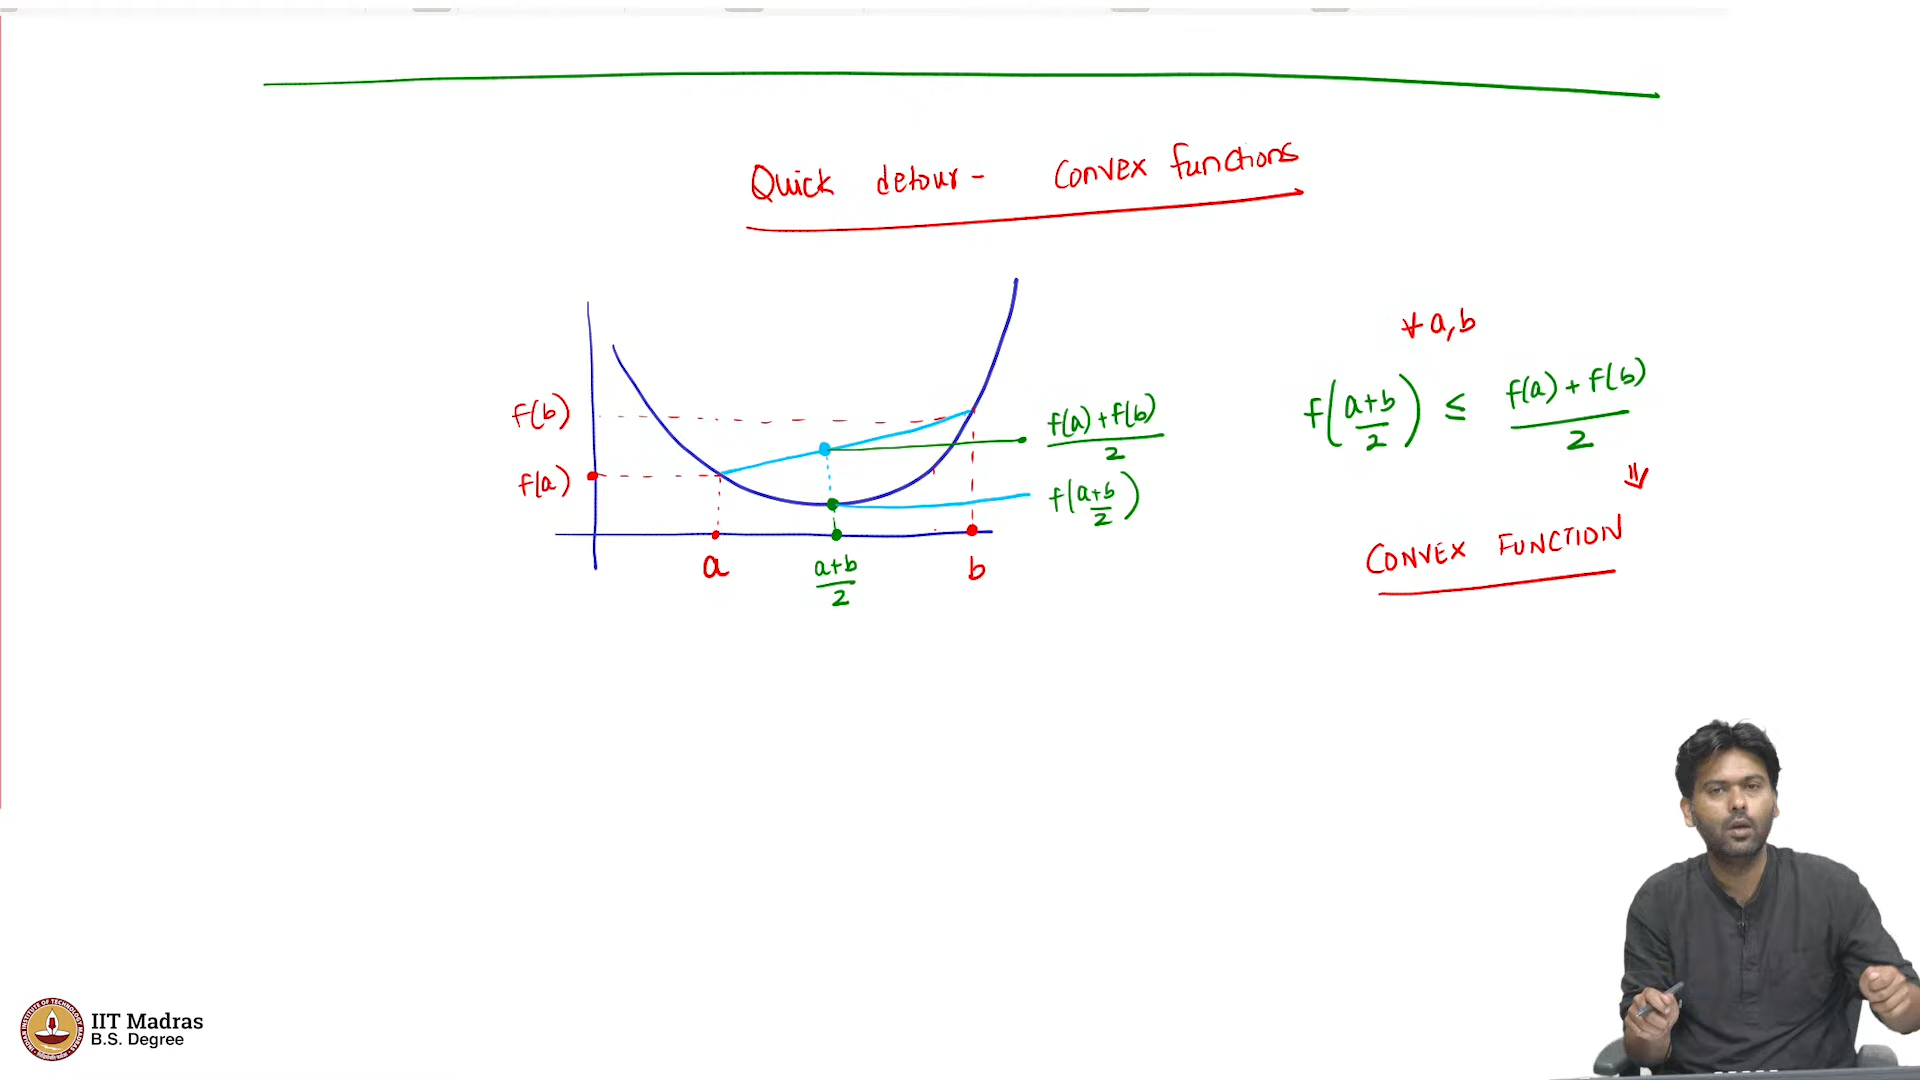 Quick detour - Convex functions
∀ a, b
f(b)
f(a)
f(a) + f(b)
2
f(a+b
2)
f(a+b/2) ≤ f(a) + f(b)/2
⇓
CONVEX FUNCTION
a
a+b
2
b
IIT Madras
B.S. Degree